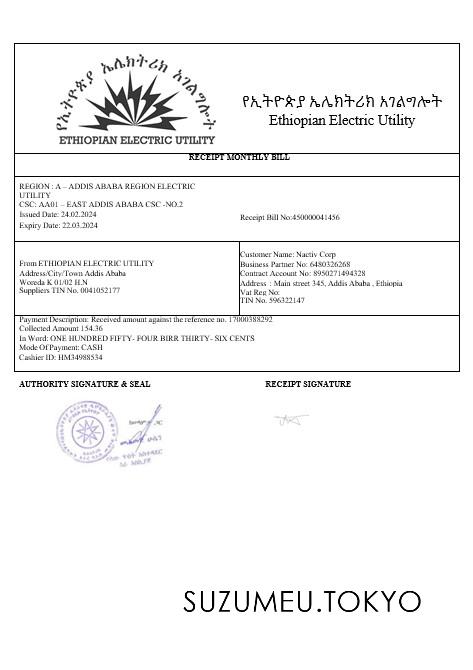 የኢትዮጵያ ኤሌክትሪክ አገልግሎት
ETHIOPIAN ELECTRIC UTILITY
የኢትዮጵያ ኤሌክትሪክ አገልግሎት
Ethiopian Electric Utility
RECEIPT MONTHLY BILL
REGION : A – ADDIS ABABA REGION ELECTRIC
UTILITY
CSC: AA01 – EAST ADDIS ABABA CSC -NO.2
Issued Date: 24.02.2024
Expiry Date: 22.03.2024
Receipt Bill No:450000041456
From ETHIOPIAN ELECTRIC UTILITY
Address/City/Town Addis Ababa
Woreda K 01/02 H.N
Suppliers TIN No. 0041052177
Customer Name: Nactiv Corp
Business Partner No: 6480326268
Contract Account No: 8950271494328
Address : Main street 345, Addis Ababa , Ethiopia
Vat Reg No:
TIN No. 596322147
Payment Description: Received amount against the reference no. 17000388292
Collected Amount 154.36
In Word: ONE HUNDRED FIFTY- FOUR BIRR THIRTY- SIX CENTS
Mode Of Payment: CASH
Cashier ID: HM34988534
AUTHORITY SIGNATURE & SEAL
RECEIPT SIGNATURE
SUZUMEU.TOKYO